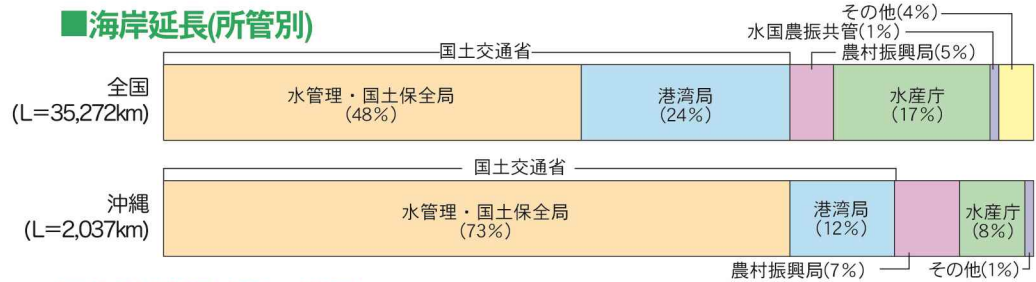 ■海岸延長(所管別)
その他(4%)
水国農振共管(1%)
国土交通省
農村振興局(5%)
全国
(L=35,272km)
水管理・国土保全局
(48%)
港湾局
(24%)
水産庁
(17%)
国土交通省
沖縄
(L=2,037km)
水管理・国土保全局
(73%)
港湾局
(12%)
水産庁
(8%)
農村振興局(7%)
その他(1%)